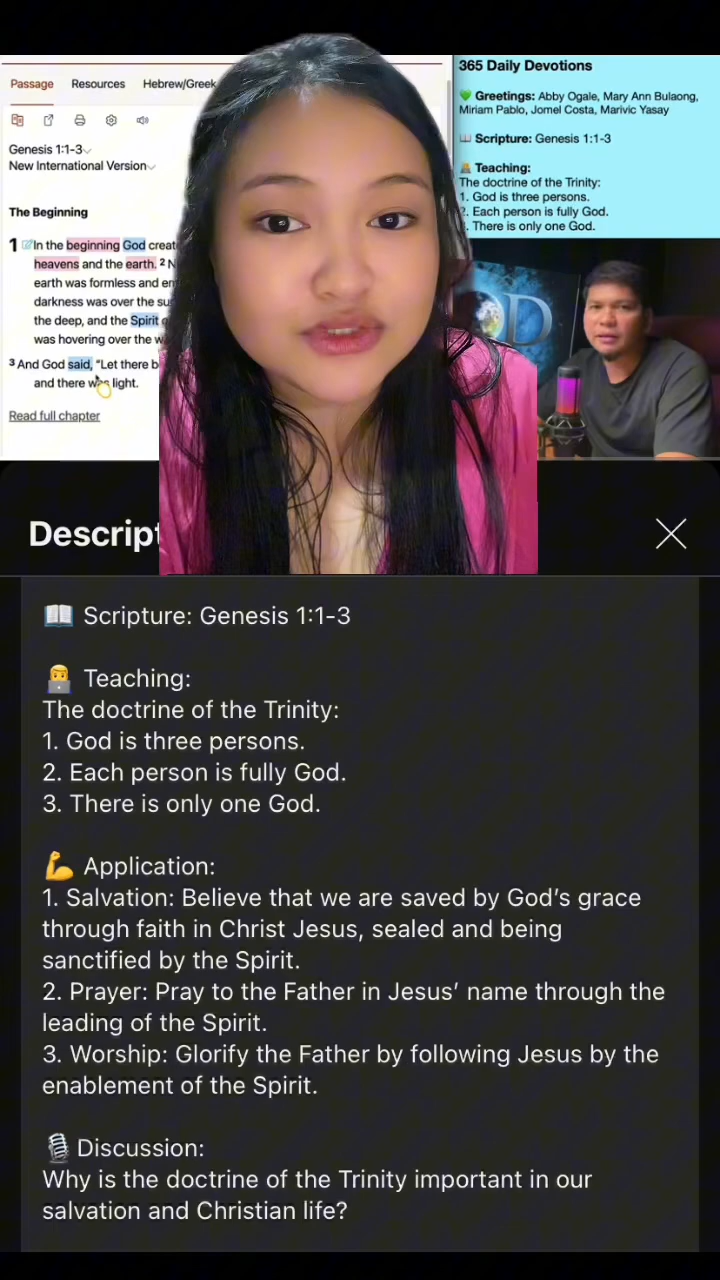 Passage Resources Hebrew/Greek
Genesis 1:1-3
New International Version
The Beginning
1 In the beginning God creat
heavens and the earth. 2 N
earth was formless and em
darkness was over the su
the deep, and the Spirit
was hovering over the w
3 And God said, "Let there b
and there was light.
Read full chapter
365 Daily Devotions
💚 Greetings: Abby Ogale, Mary Ann Bulaong,
Miriam Pablo, Jomel Costa, Marivic Yasay
📖 Scripture: Genesis 1:1-3
🧑‍💻 Teaching:
The doctrine of the Trinity:
1. God is three persons.
2. Each person is fully God.
. There is only one God.
OD
Descript
📖 Scripture: Genesis 1:1-3
👨‍💻 Teaching:
The doctrine of the Trinity:
1. God is three persons.
2. Each person is fully God.
3. There is only one God.
💪 Application:
1. Salvation: Believe that we are saved by God's grace
through faith in Christ Jesus, sealed and being
sanctified by the Spirit.
2. Prayer: Pray to the Father in Jesus' name through the
leading of the Spirit.
3. Worship: Glorify the Father by following Jesus by the
enablement of the Spirit.
🎙️ Discussion:
Why is the doctrine of the Trinity important in our
salvation and Christian life?